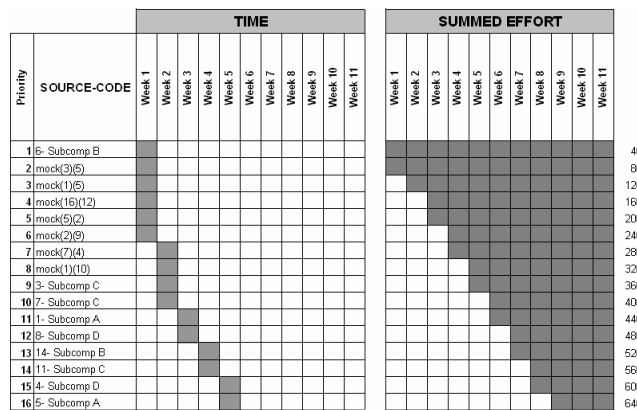 TIME SUMMED EFFORT
Priority SOURCE-CODE Week 1 Week 2 Week 3 Week 4 Week 5 Week 6 Week 7 Week 8 Week 9 Week 10 Week 11 Week 1 Week 2 Week 3 Week 4 Week 5 Week 6 Week 7 Week 8 Week 9 Week 10 Week 11
1 6- Subcomp B
2 mock(3)(5)
3 mock(1)(5)
4 mock(16)(12)
5 mock(5)(2)
6 mock(2)(9)
7 mock(7)(4)
8 mock(1)(10)
9 3- Subcomp C
10 7- Subcomp C
11 1- Subcomp A
12 8- Subcomp D
13 14- Subcomp B
14 11- Subcomp C
15 4- Subcomp D
16 5- Subcomp A